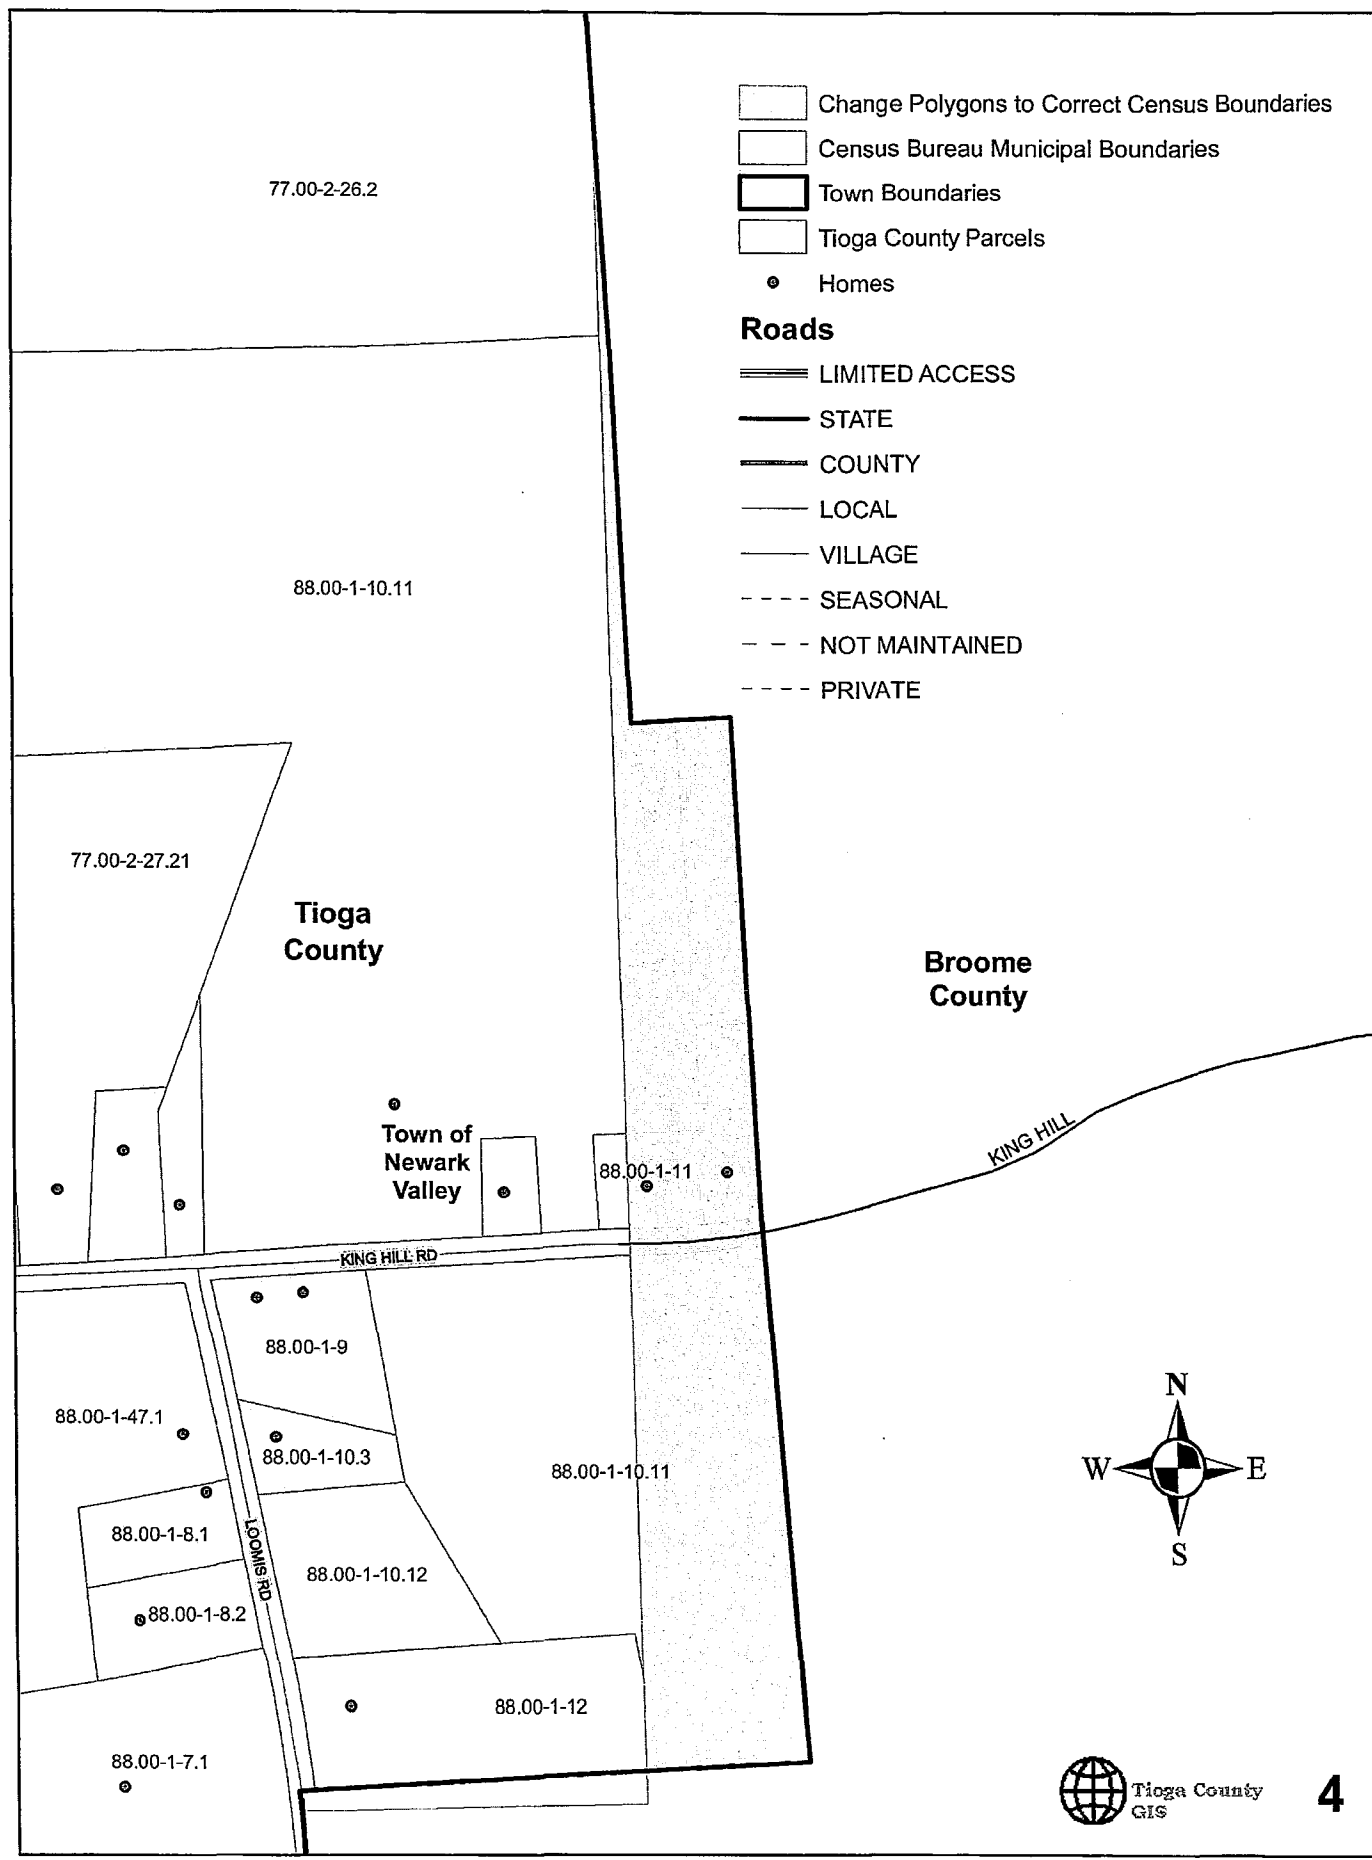 Change Polygons to Correct Census Boundaries
Census Bureau Municipal Boundaries
Town Boundaries
Tioga County Parcels
Homes
Roads
LIMITED ACCESS
STATE
COUNTY
LOCAL
VILLAGE
SEASONAL
NOT MAINTAINED
PRIVATE
77.00-2-26.2
88.00-1-10.11
77.00-2-27.21
Tioga
County
Broome
County
Town of
Newark
Valley
88.00-1-11
KING HILL
KING HILL RD
88.00-1-9
88.00-1-47.1
88.00-1-10.3
88.00-1-10.11
88.00-1-8.1
LOOMIS RD
88.00-1-10.12
88.00-1-8.2
88.00-1-12
88.00-1-7.1
N
W
E
S
Tioga County
GIS
4